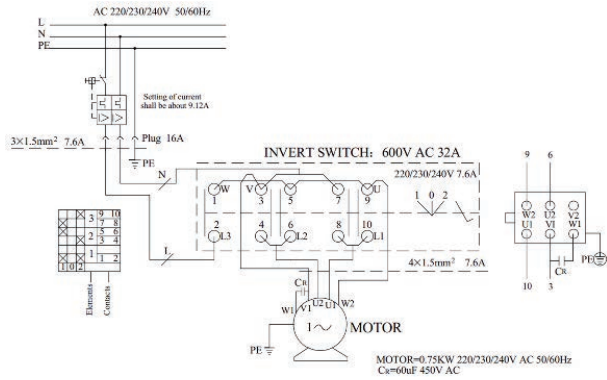 AC 220/230/240V 50/60Hz
L
N
PE
Setting of current
shall be about 9.12A
3×1.5mm² 7.6A
Plug 16A
PE
INVERT SWITCH: 600V AC 32A
220/230/240V 7.6A
N
W V U
1 3 5 7 9
1 0 2
2 4 6 8 10
L3 L2 L1
L
4×1.5mm² 7.6A
3 9 10
7 8
2 5 6
3 4
1 1 2
1 0 2
Elements
Contacts
9 6
W2 U2 V2
U1 V1 W1
CR
PE
10 3
CR
W1 V1 U2 U1 W2
1~
MOTOR
PE
MOTOR=0.75KW 220/230/240V AC 50/60Hz
CR=60uF 450V AC